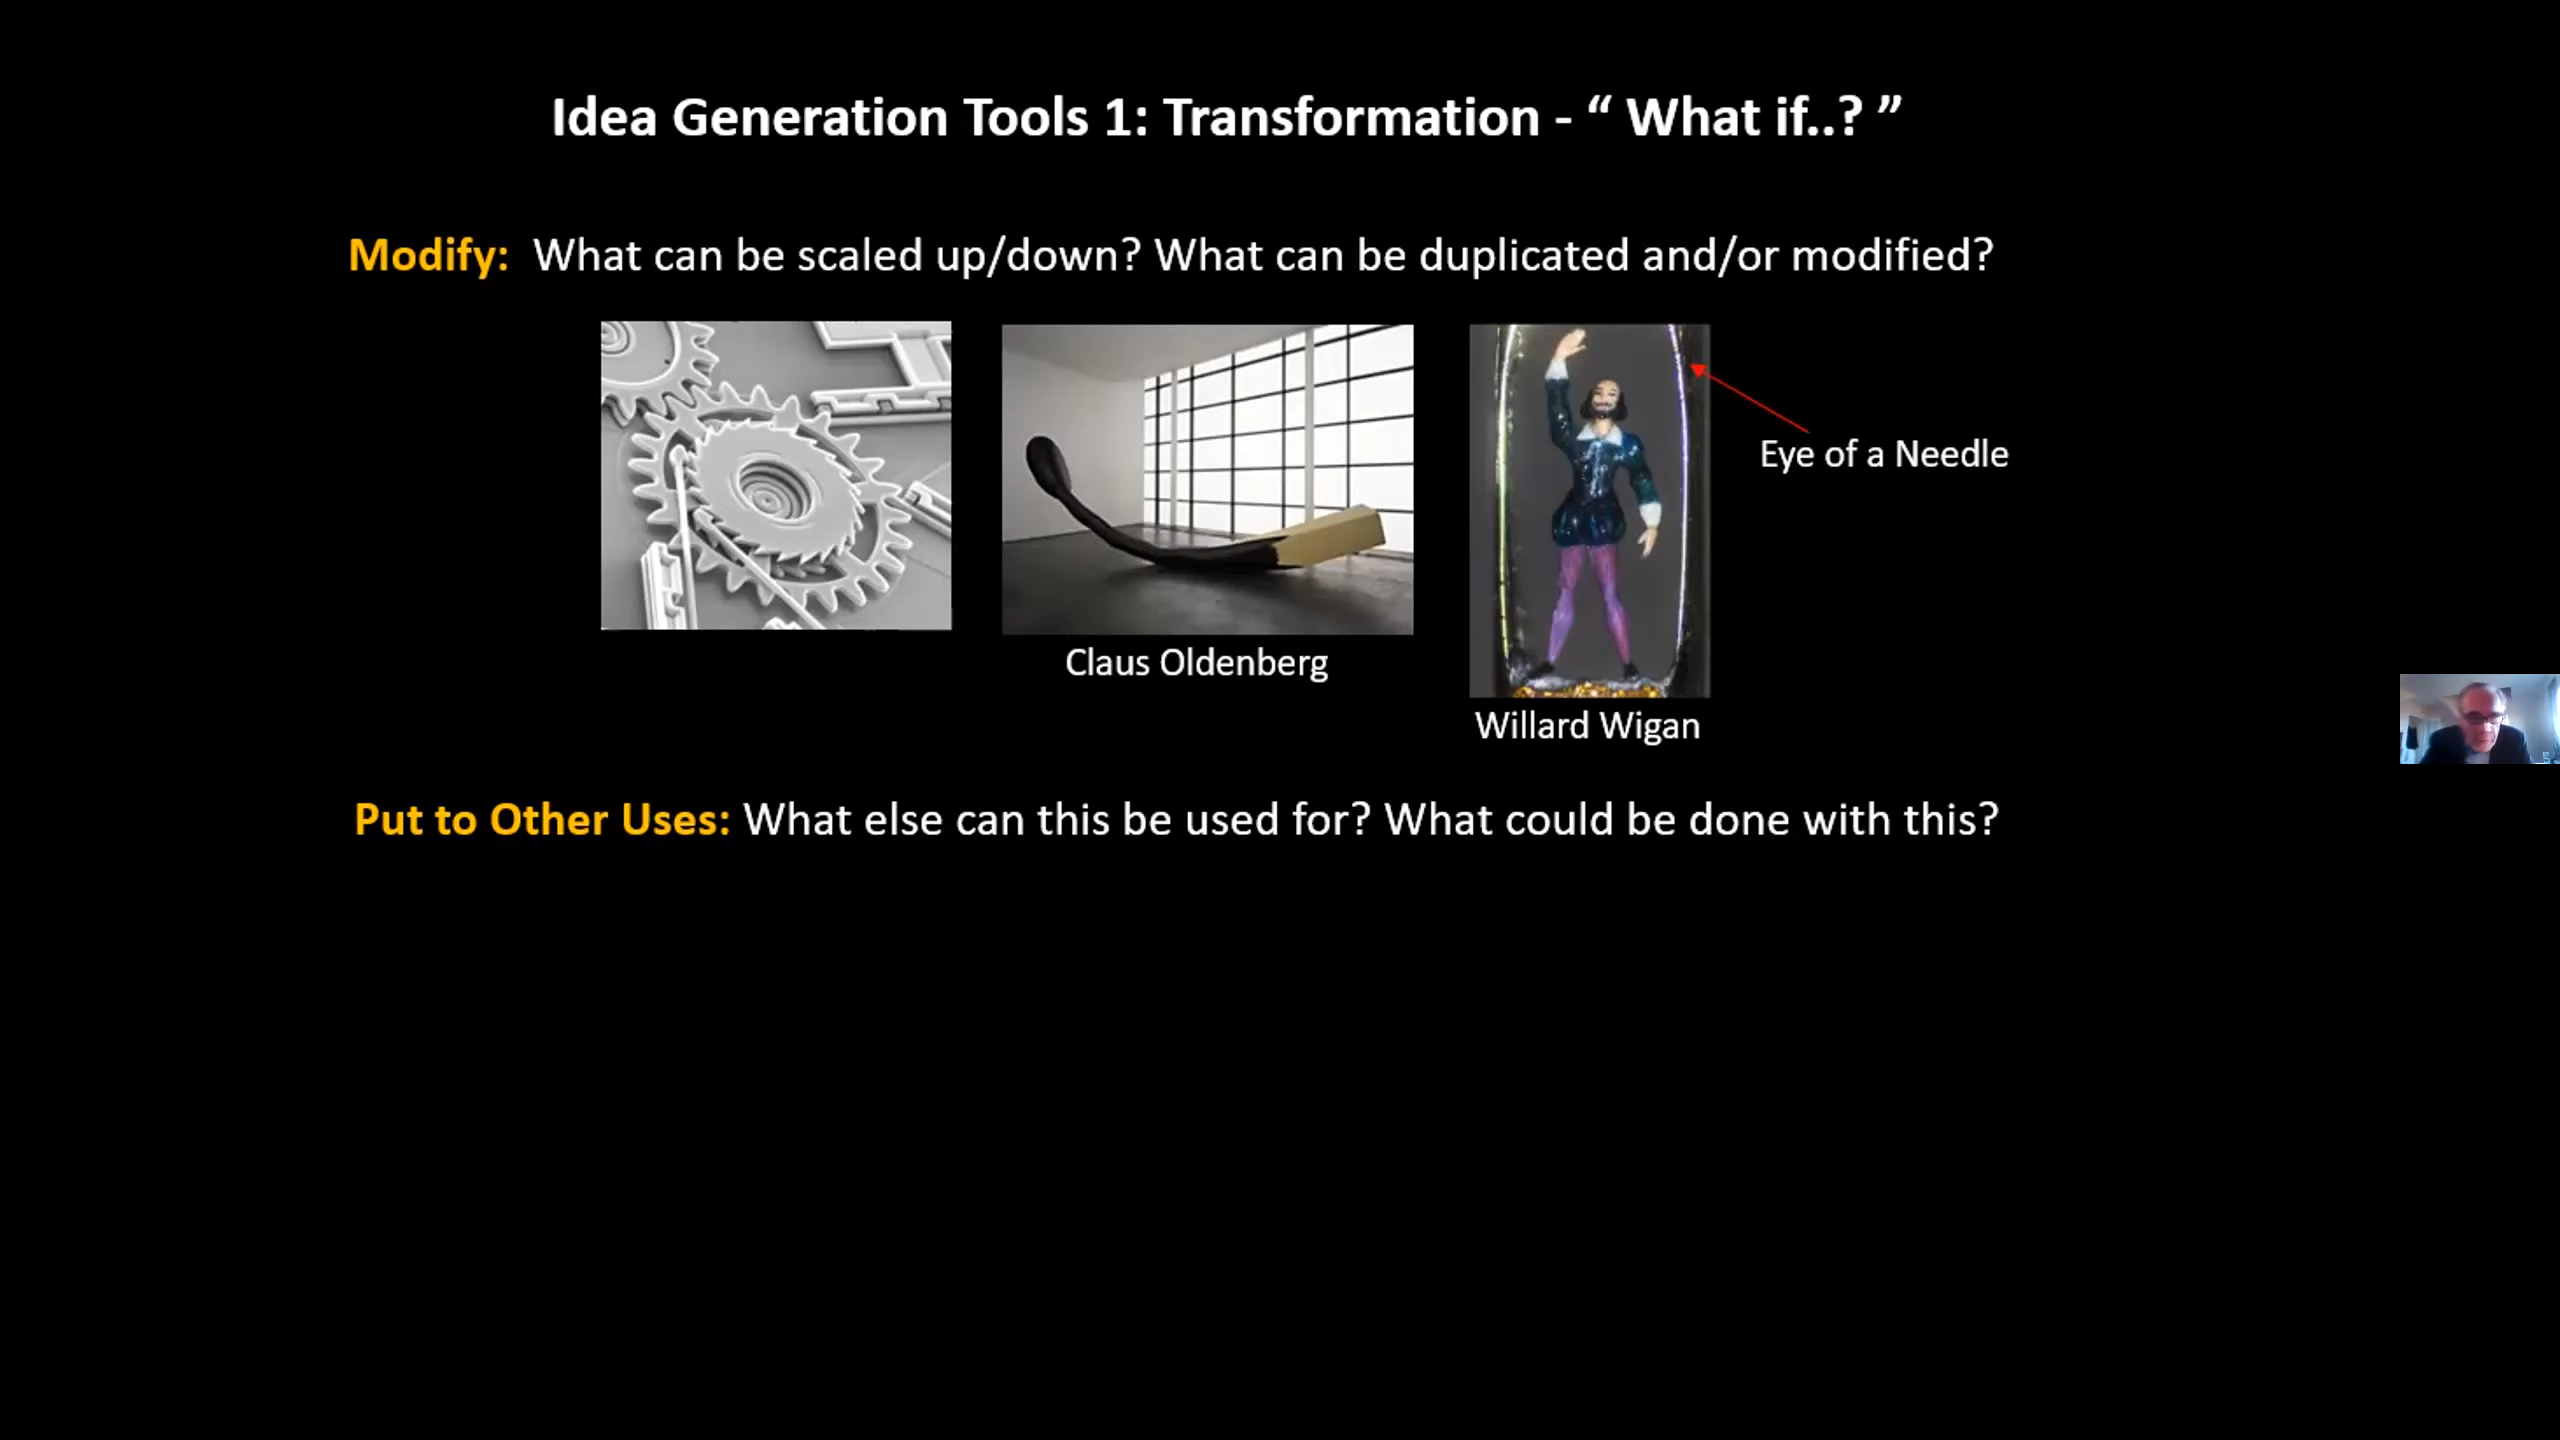 Idea Generation Tools 1: Transformation - “ What if..? ”
Modify: What can be scaled up/down? What can be duplicated and/or modified?
Eye of a Needle
Claus Oldenberg
Willard Wigan
Put to Other Uses: What else can this be used for? What could be done with this?